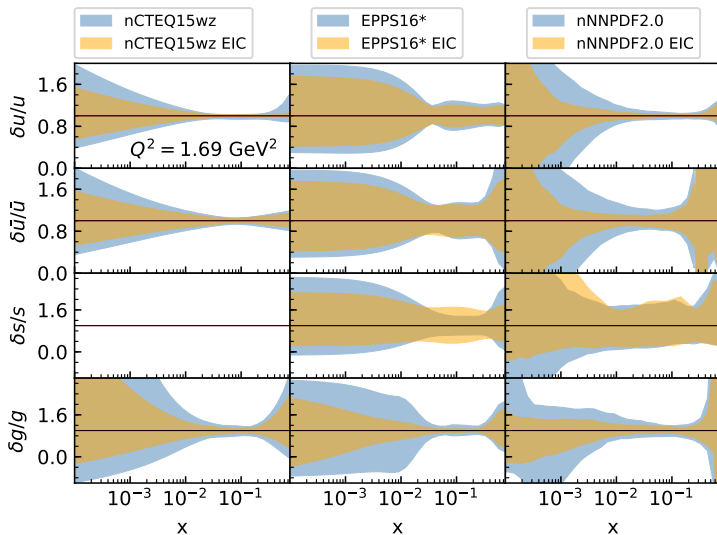 nCTEQ15wz
nCTEQ15wz EIC
EPPS16*
EPPS16* EIC
nNNPDF2.0
nNNPDF2.0 EIC
δu/u
1.6
0.8
0.0
Q² = 1.69 GeV²
δū/ū
1.6
0.8
0.0
δs/s
1.6
0.0
δg/g
1.6
0.0
10⁻³ 10⁻² 10⁻¹
10⁻³ 10⁻² 10⁻¹
10⁻³ 10⁻² 10⁻¹
x
x
x